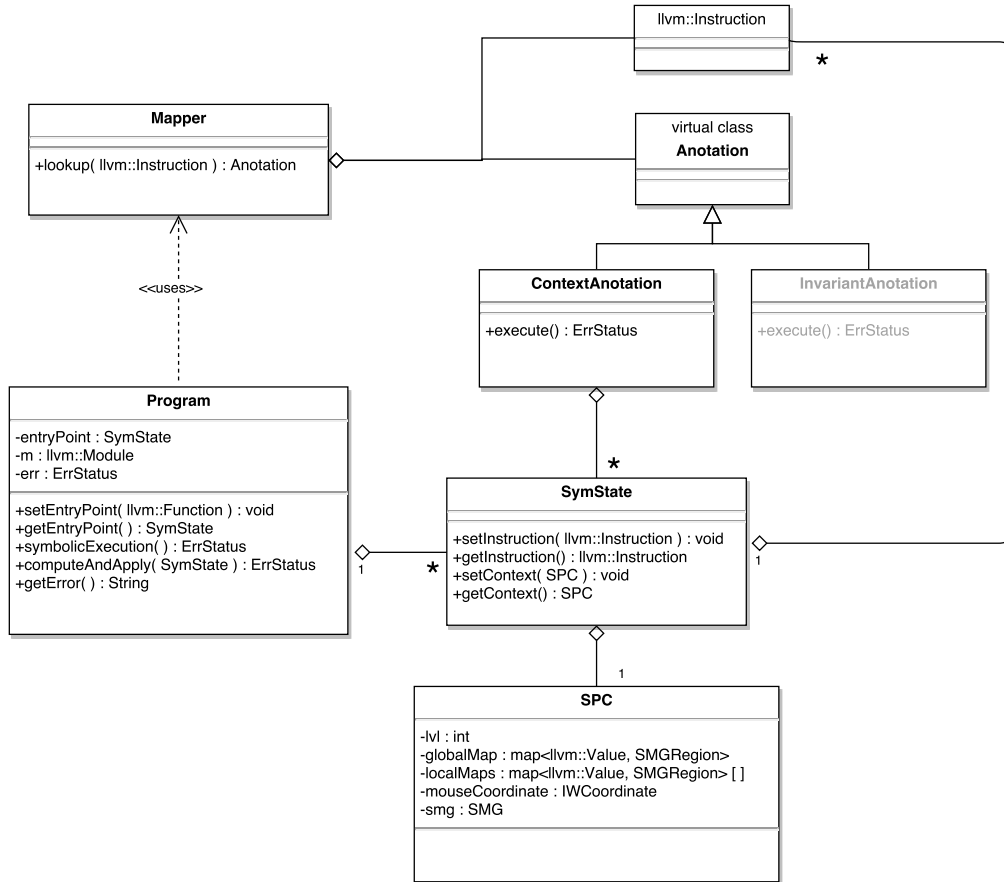 llvm::Instruction
*
Mapper
+lookup( llvm::Instruction ) : Anotation
virtual class
Anotation
<<uses>>
ContextAnotation
+execute() : ErrStatus
InvariantAnotation
+execute() : ErrStatus
Program
-entryPoint : SymState
-m : llvm::Module
-err : ErrStatus
+setEntryPoint( llvm::Function ) : void
+getEntryPoint( ) : SymState
+symbolicExecution( ) : ErrStatus
+computeAndApply( SymState ) : ErrStatus
+getError( ) : String
1
*
*
SymState
+setInstruction( llvm::Instruction ) : void
+getInstruction() : llvm::Instruction
+setContext( SPC ) : void
+getContext() : SPC
1
1
SPC
-lvl : int
-globalMap : map<llvm::Value, SMGRegion>
-localMaps : map<llvm::Value, SMGRegion> [ ]
-mouseCoordinate : IWCoordinate
-smg : SMG